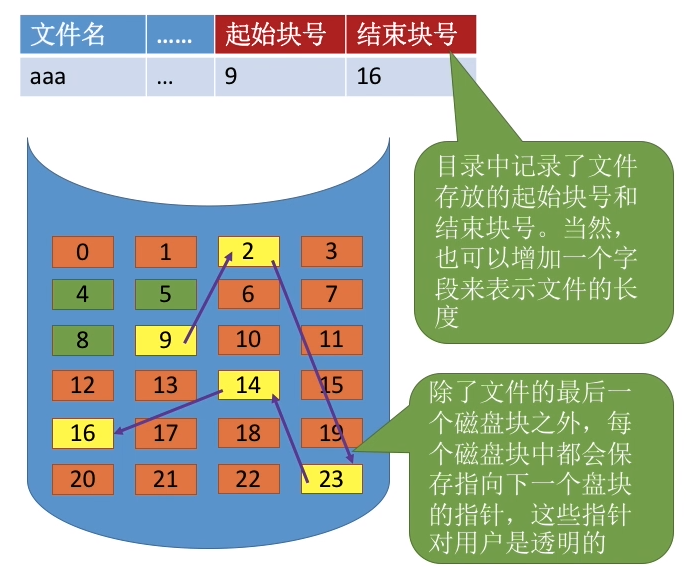 文件名 …… 起始块号 结束块号
aaa … 9 16
目录中记录了文件
存放的起始块号和
结束块号。当然，
也可以增加一个字
段来表示文件的长
度
0 1 2 3
4 5 6 7
8 9 10 11
12 13 14 15
16 17 18 19
20 21 22 23
除了文件的最后一
个磁盘块之外，每
个磁盘块中都会保
存指向下一个盘块
的指针，这些指针
对用户是透明的